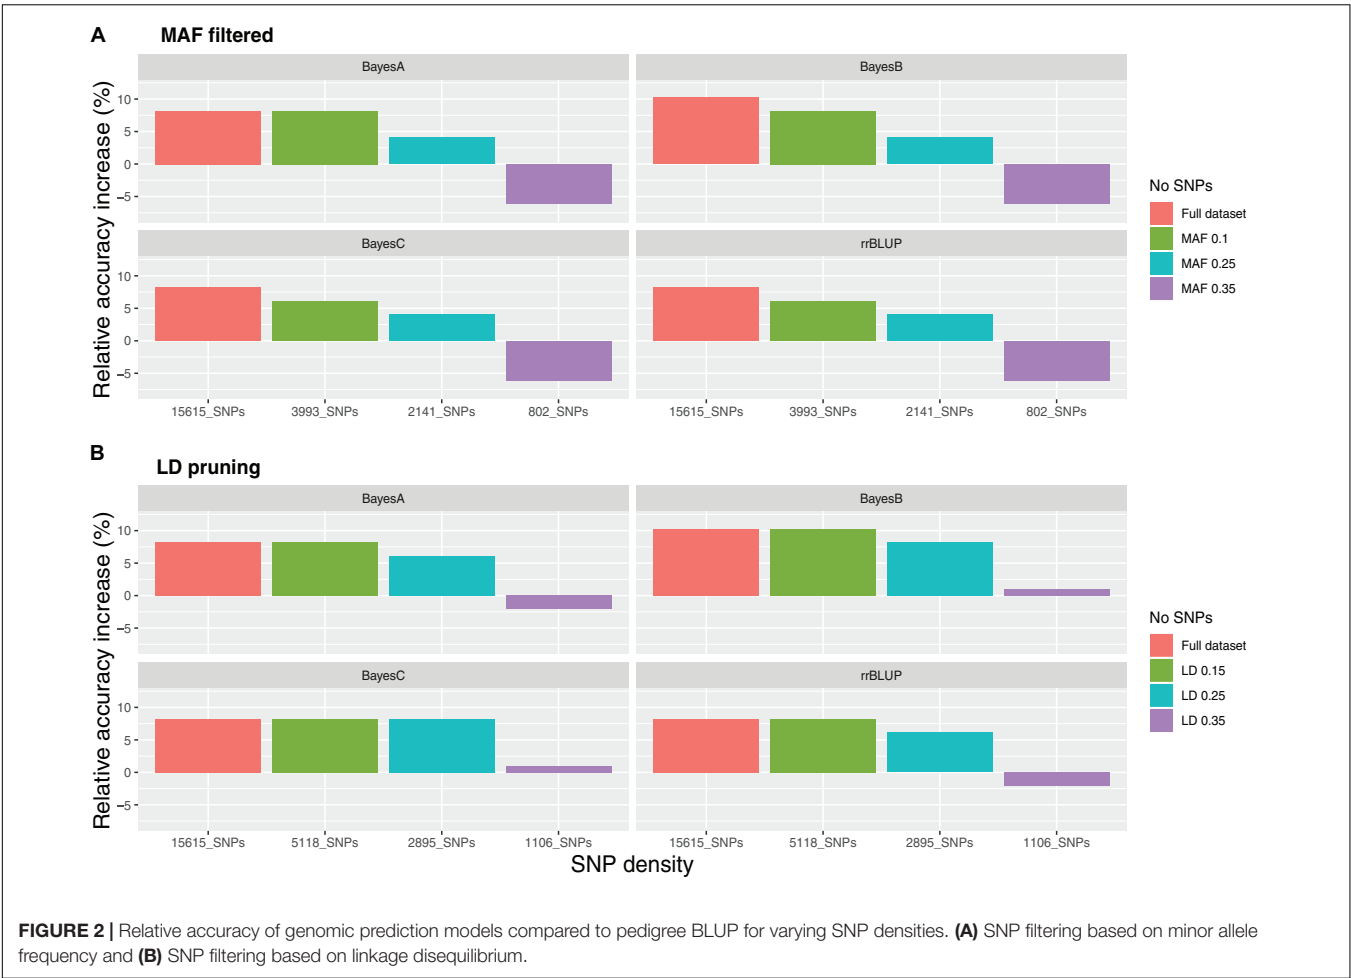 A MAF filtered
BayesA BayesB
Relative accuracy increase (%)
10
5
0
−5
BayesC rrBLUP
10
5
0
−5
15615_SNPs 3993_SNPs 2141_SNPs 802_SNPs 15615_SNPs 3993_SNPs 2141_SNPs 802_SNPs
No SNPs
Full dataset
MAF 0.1
MAF 0.25
MAF 0.35
B LD pruning
BayesA BayesB
Relative accuracy increase (%)
10
5
0
−5
BayesC rrBLUP
10
5
0
−5
15615_SNPs 5118_SNPs 2895_SNPs 1106_SNPs 15615_SNPs 5118_SNPs 2895_SNPs 1106_SNPs
SNP density
No SNPs
Full dataset
LD 0.15
LD 0.25
LD 0.35
FIGURE 2 | Relative accuracy of genomic prediction models compared to pedigree BLUP for varying SNP densities. (A) SNP filtering based on minor allele
frequency and (B) SNP filtering based on linkage disequilibrium.